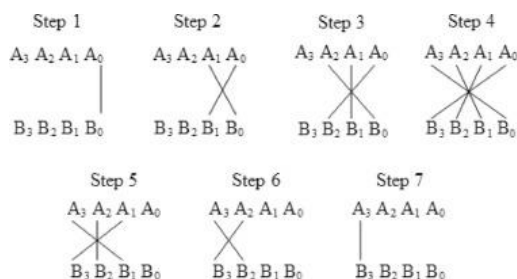 Step 1 Step 2 Step 3 Step 4
A₃ A₂ A₁ A₀ A₃ A₂ A₁ A₀ A₃ A₂ A₁ A₀ A₃ A₂ A₁ A₀
B₃ B₂ B₁ B₀ B₃ B₂ B₁ B₀ B₃ B₂ B₁ B₀ B₃ B₂ B₁ B₀
Step 5 Step 6 Step 7
A₃ A₂ A₁ A₀ A₃ A₂ A₁ A₀ A₃ A₂ A₁ A₀
B₃ B₂ B₁ B₀ B₃ B₂ B₁ B₀ B₃ B₂ B₁ B₀